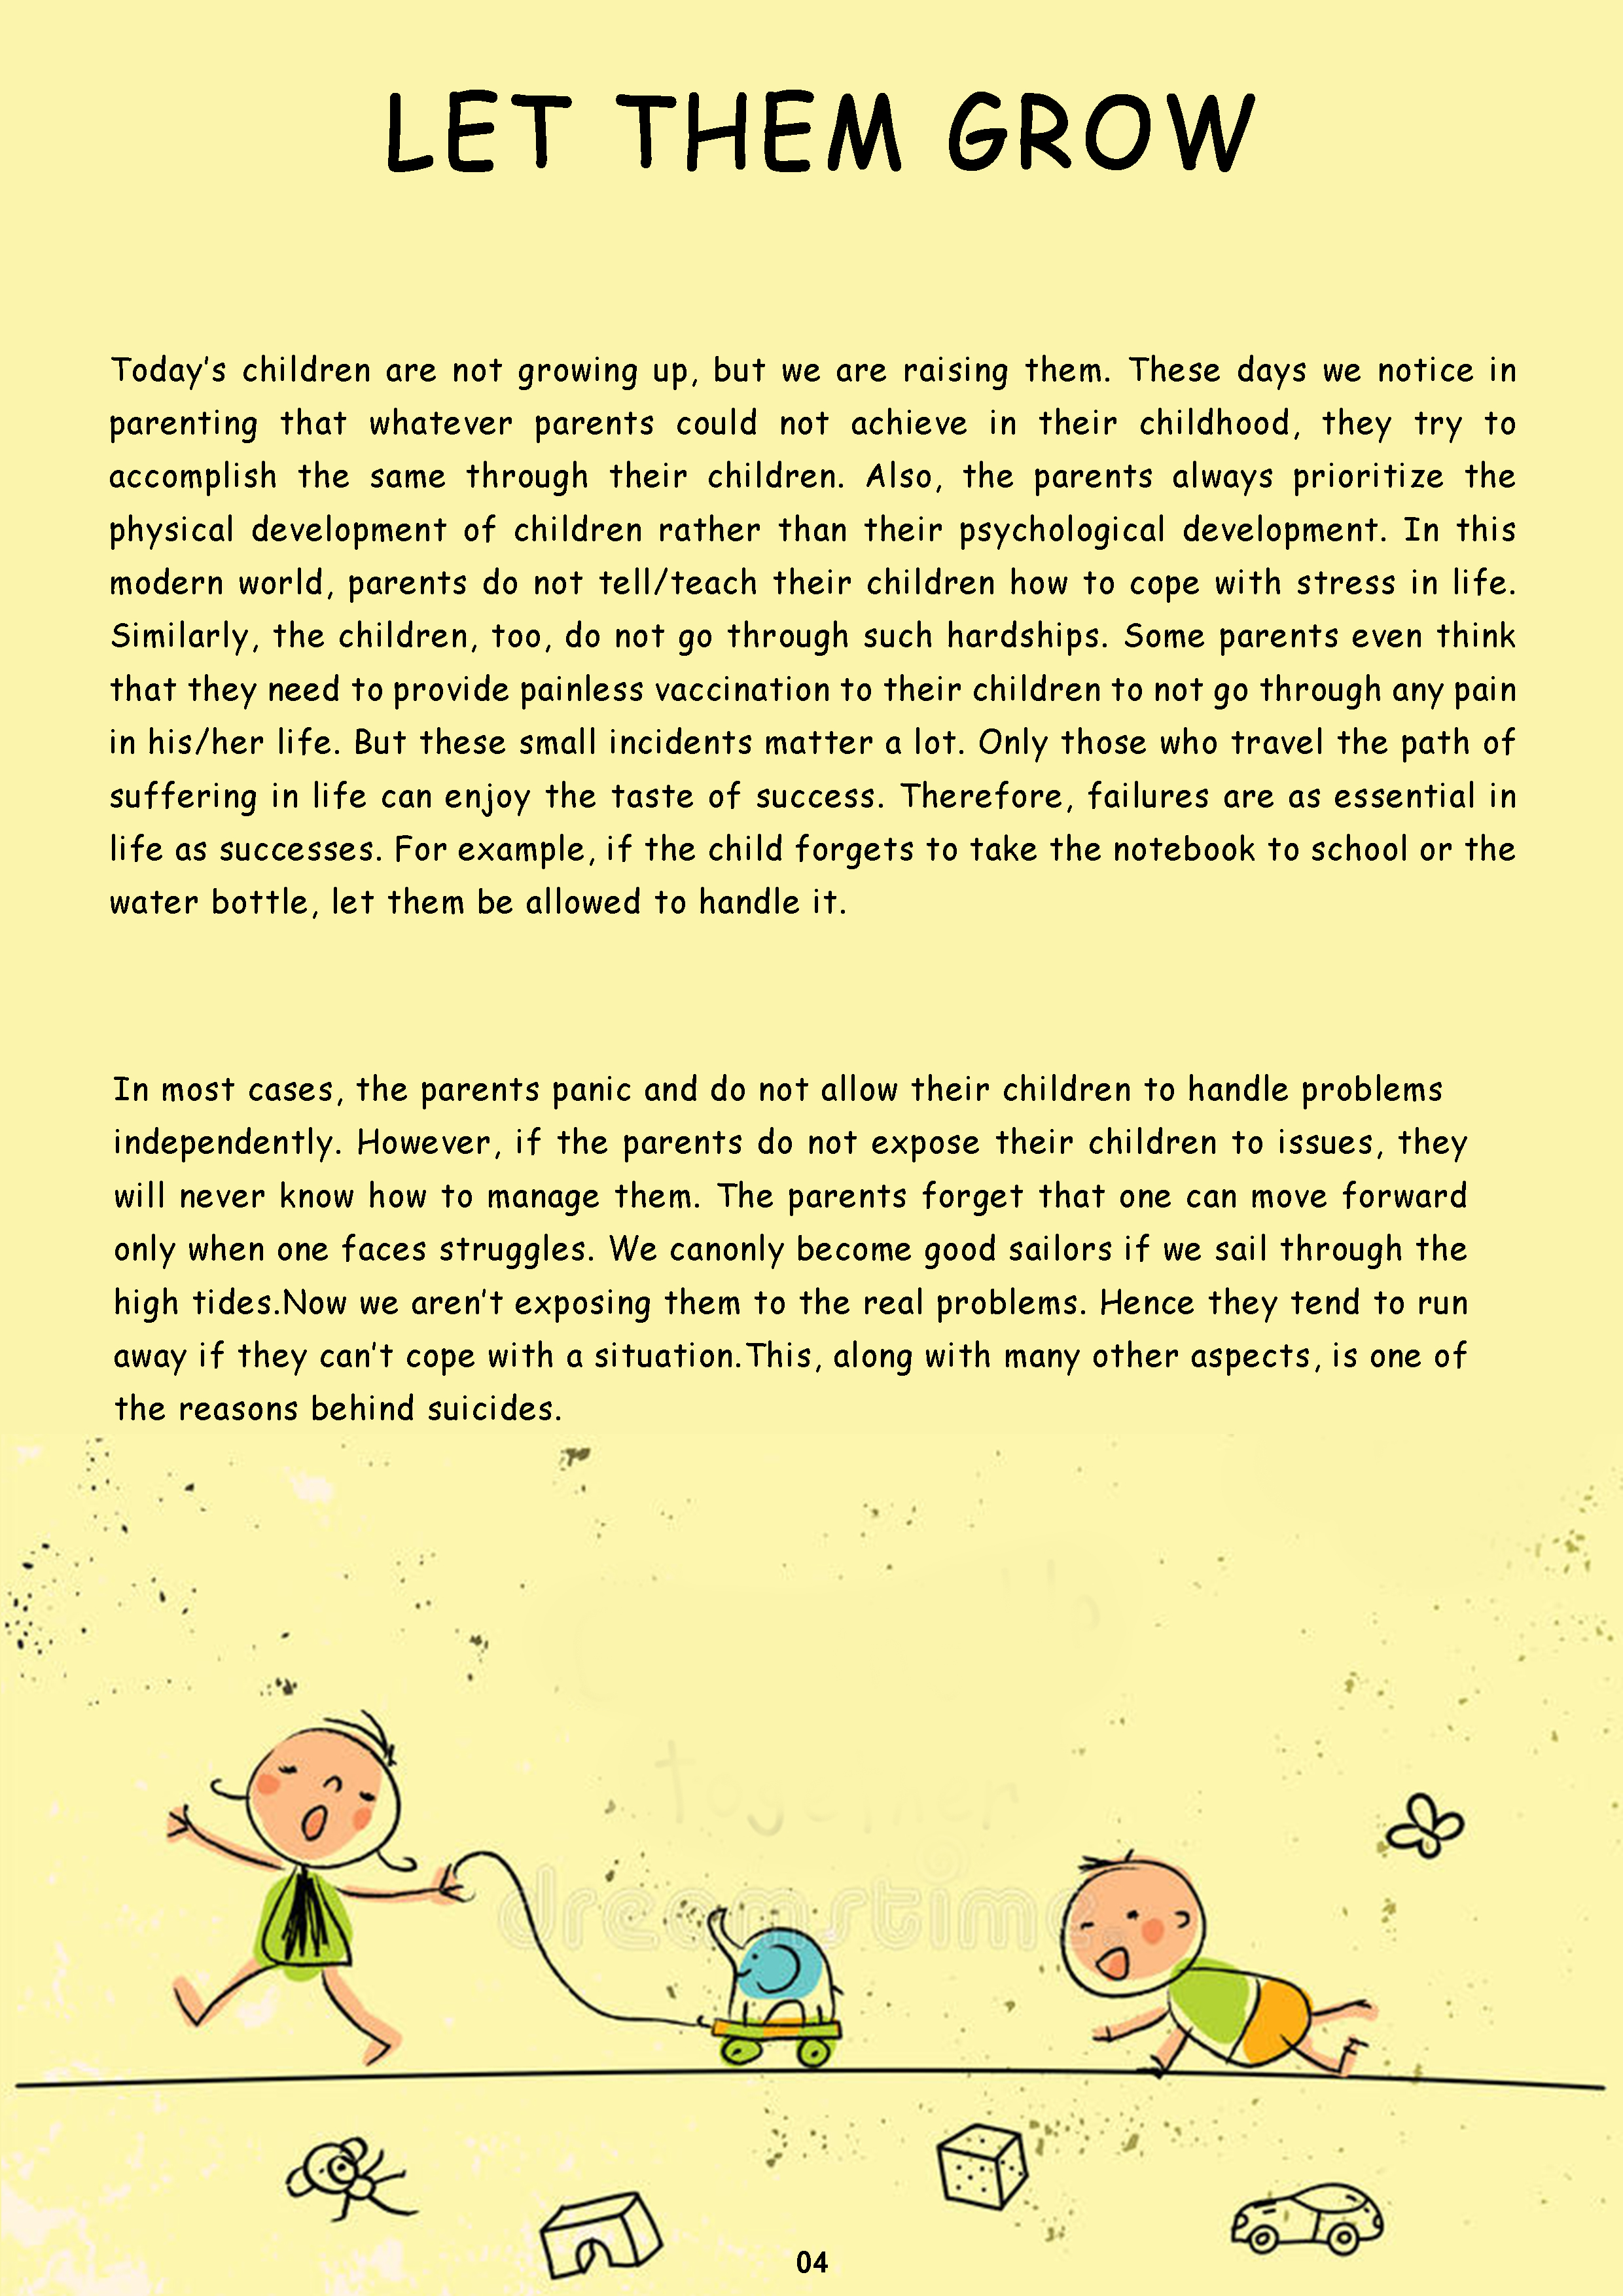 LET THEM GROW
Today's children are not growing up, but we are raising them. These days we notice in
parenting that whatever parents could not achieve in their childhood, they try to
accomplish the same through their children. Also, the parents always prioritize the
physical development of children rather than their psychological development. In this
modern world, parents do not tell/teach their children how to cope with stress in life.
Similarly, the children, too, do not go through such hardships. Some parents even think
that they need to provide painless vaccination to their children to not go through any pain
in his/her life. But these small incidents matter a lot. Only those who travel the path of
suffering in life can enjoy the taste of success. Therefore, failures are as essential in
life as successes. For example, if the child forgets to take the notebook to school or the
water bottle, let them be allowed to handle it.
In most cases, the parents panic and do not allow their children to handle problems
independently. However, if the parents do not expose their children to issues, they
will never know how to manage them. The parents forget that one can move forward
only when one faces struggles. We canonly become good sailors if we sail through the
high tides.Now we aren't exposing them to the real problems. Hence they tend to run
away if they can't cope with a situation.This, along with many other aspects, is one of
the reasons behind suicides.
together
dreamstime.
04